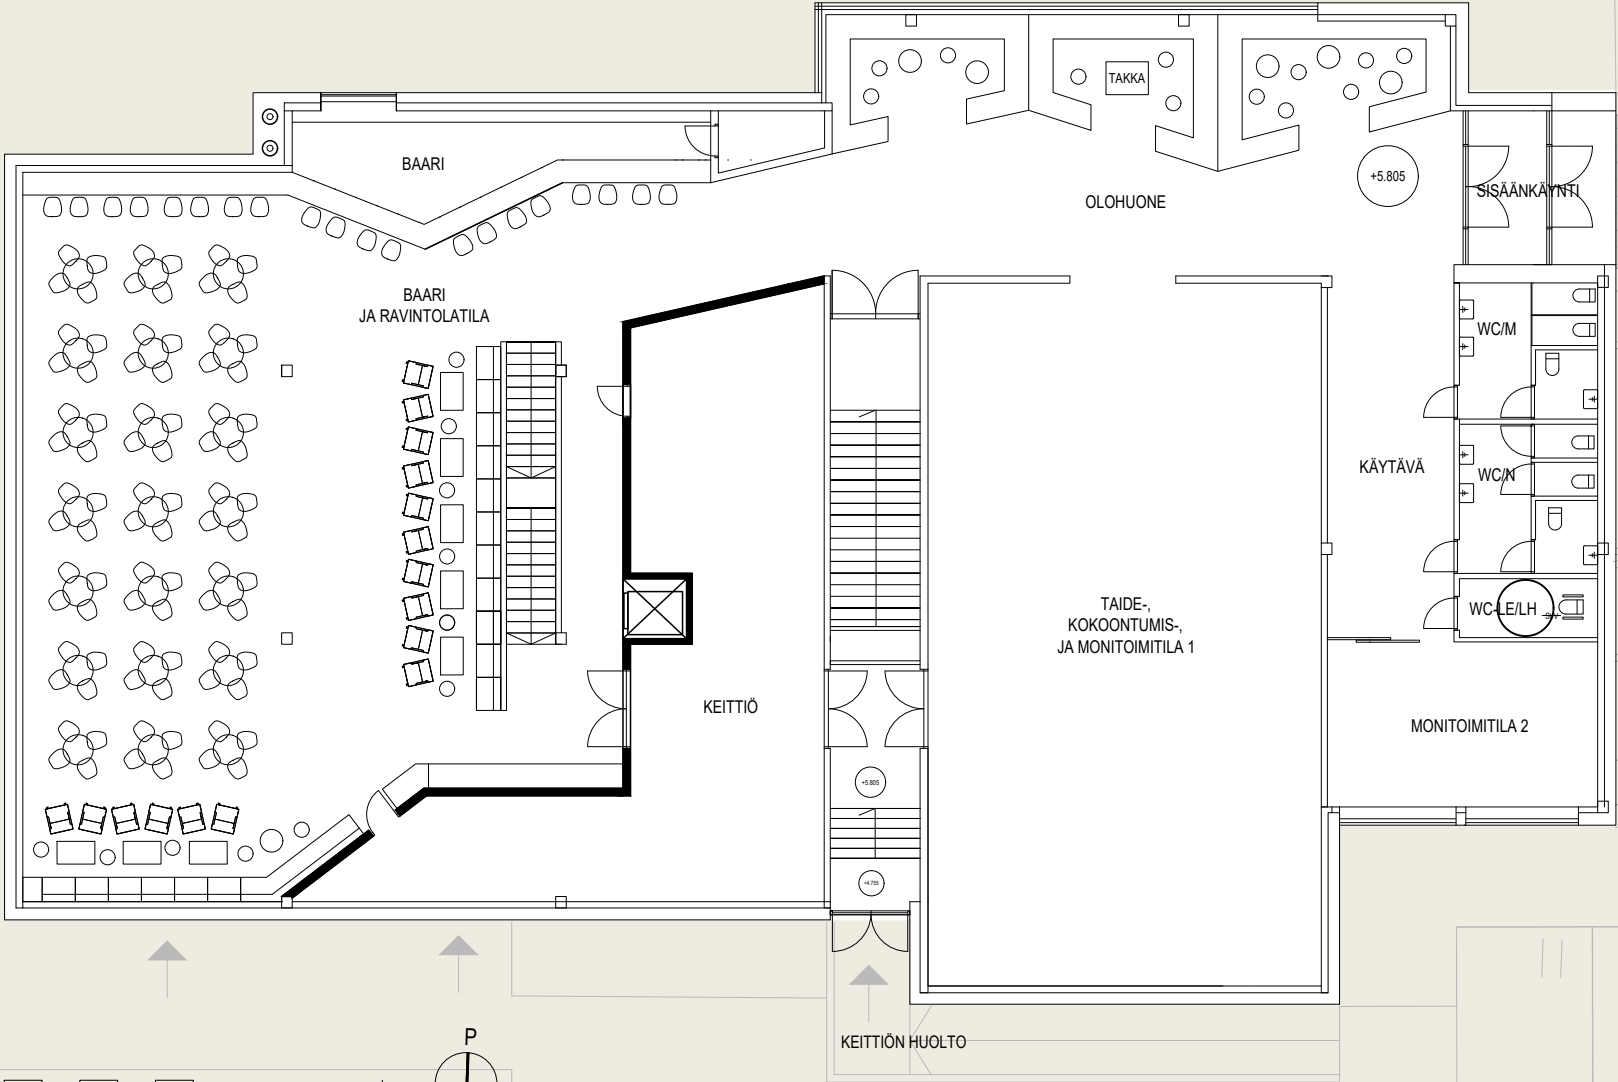 TAKKA
BAARI
+5.805
SISÄÄNKÄYNTI
OLOHUONE
BAARI
JA RAVINTOLATILA
WC/M
KÄYTÄVÄ
WC/N
TAIDE-,
KOKOONTUMIS-,
JA MONITOIMITILA 1
WC-LE/LH
KEITTIÖ
MONITOIMITILA 2
+5.805
+4.755
KEITTIÖN HUOLTO
P